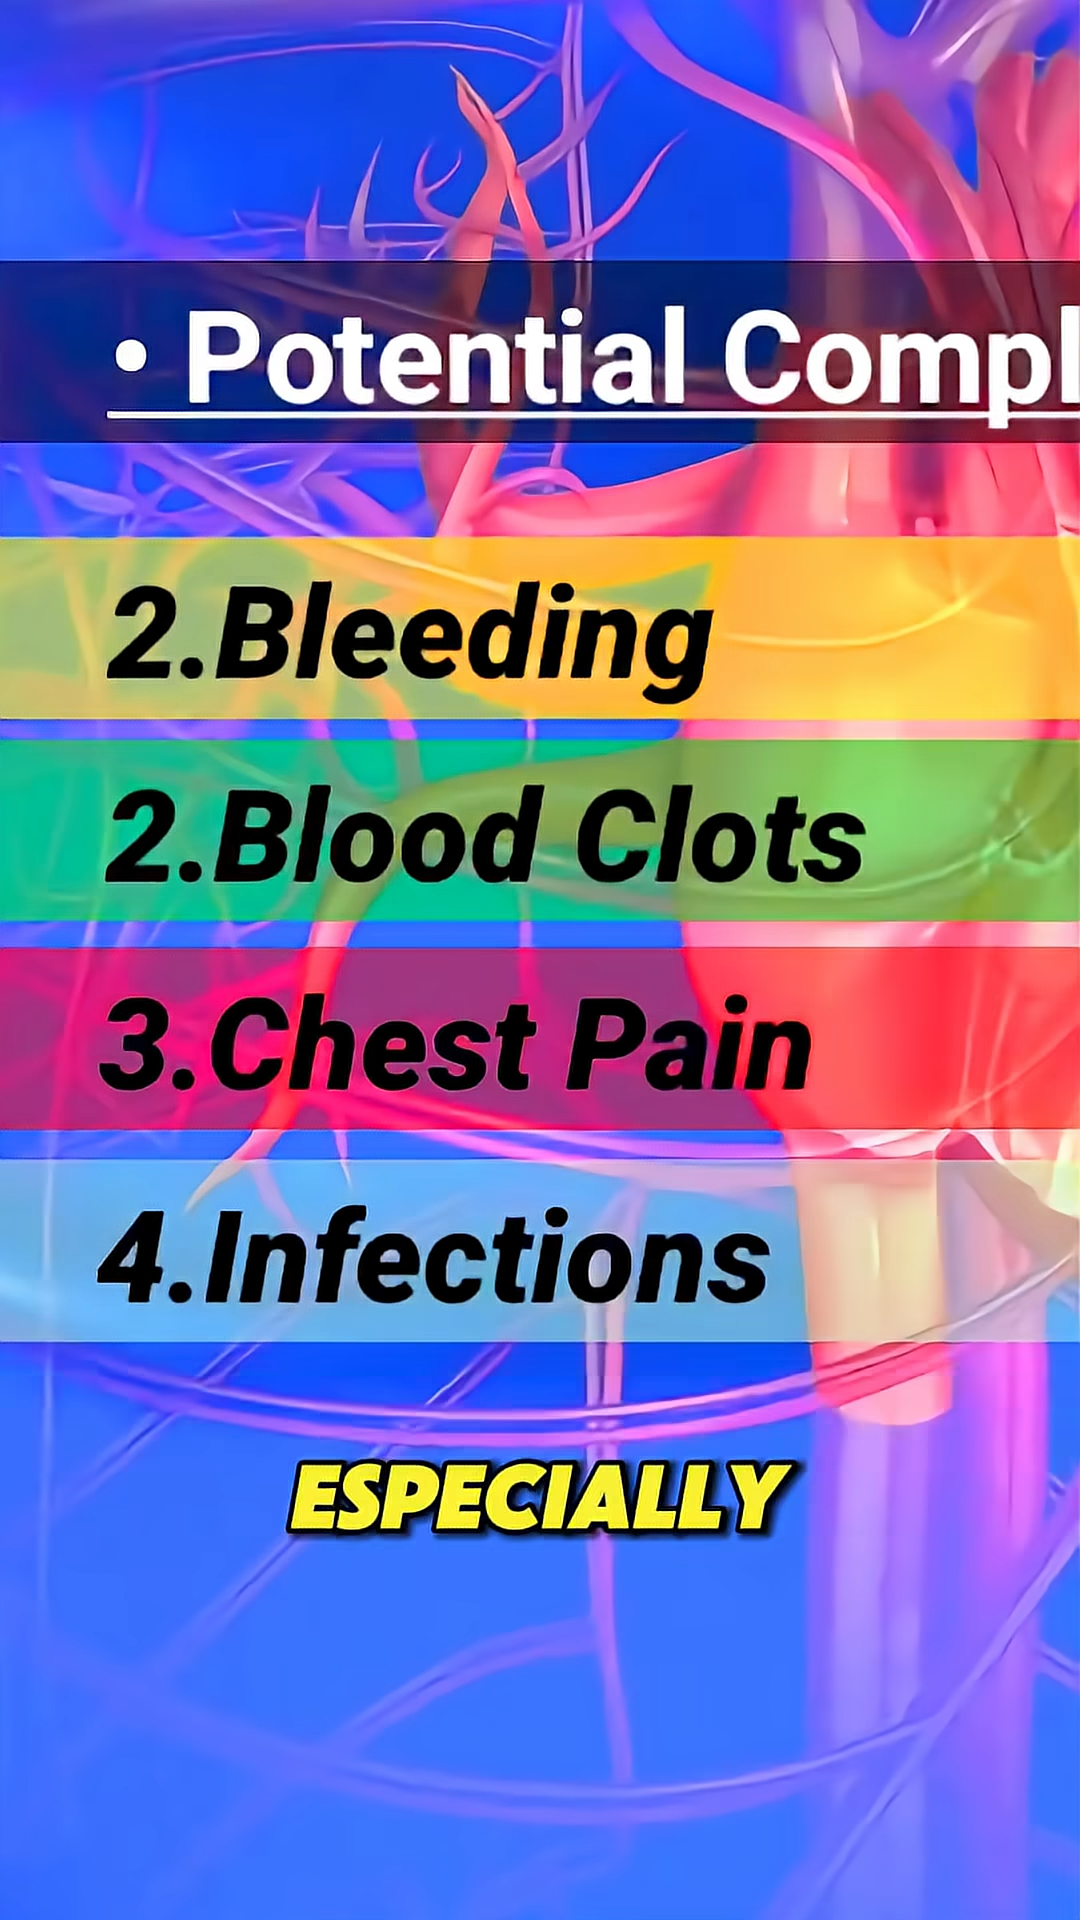 • Potential Compl
2.Bleeding
2.Blood Clots
3.Chest Pain
4.Infections
ESPECIALLY